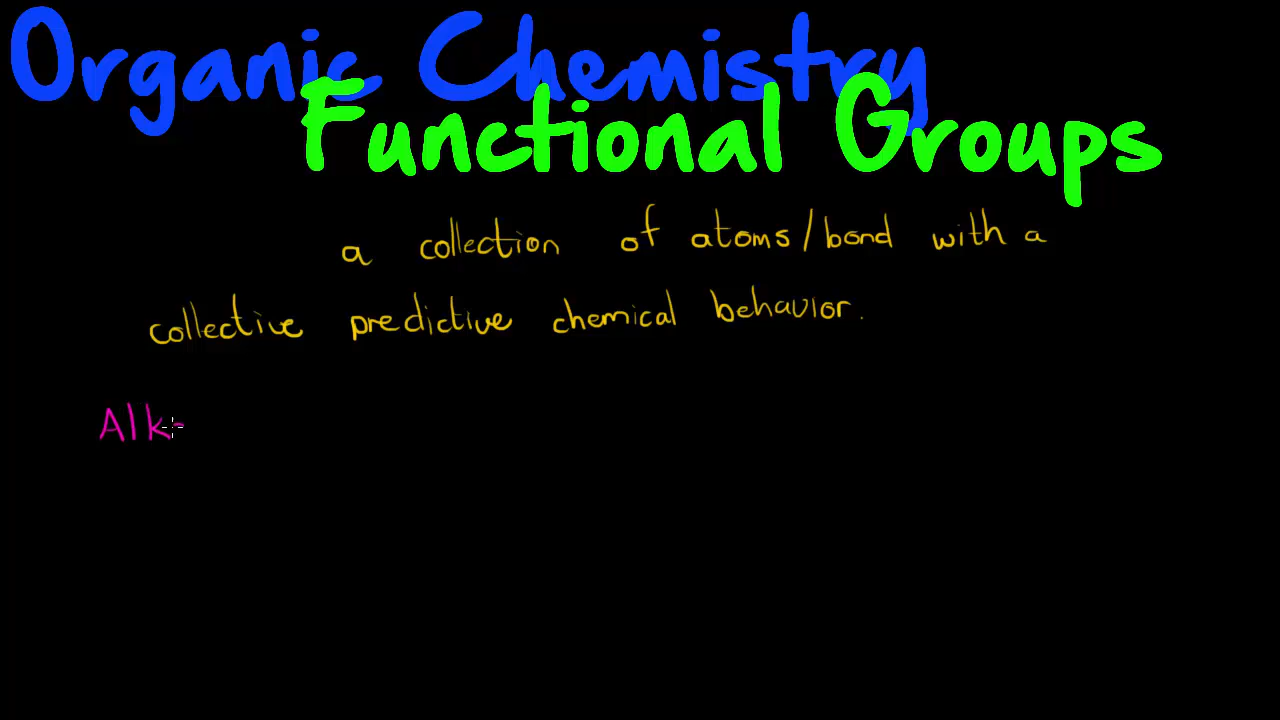 Organic Chemistry
Functional Groups
a collection of atoms/bond with a
collective predictive chemical behavior.
Alk